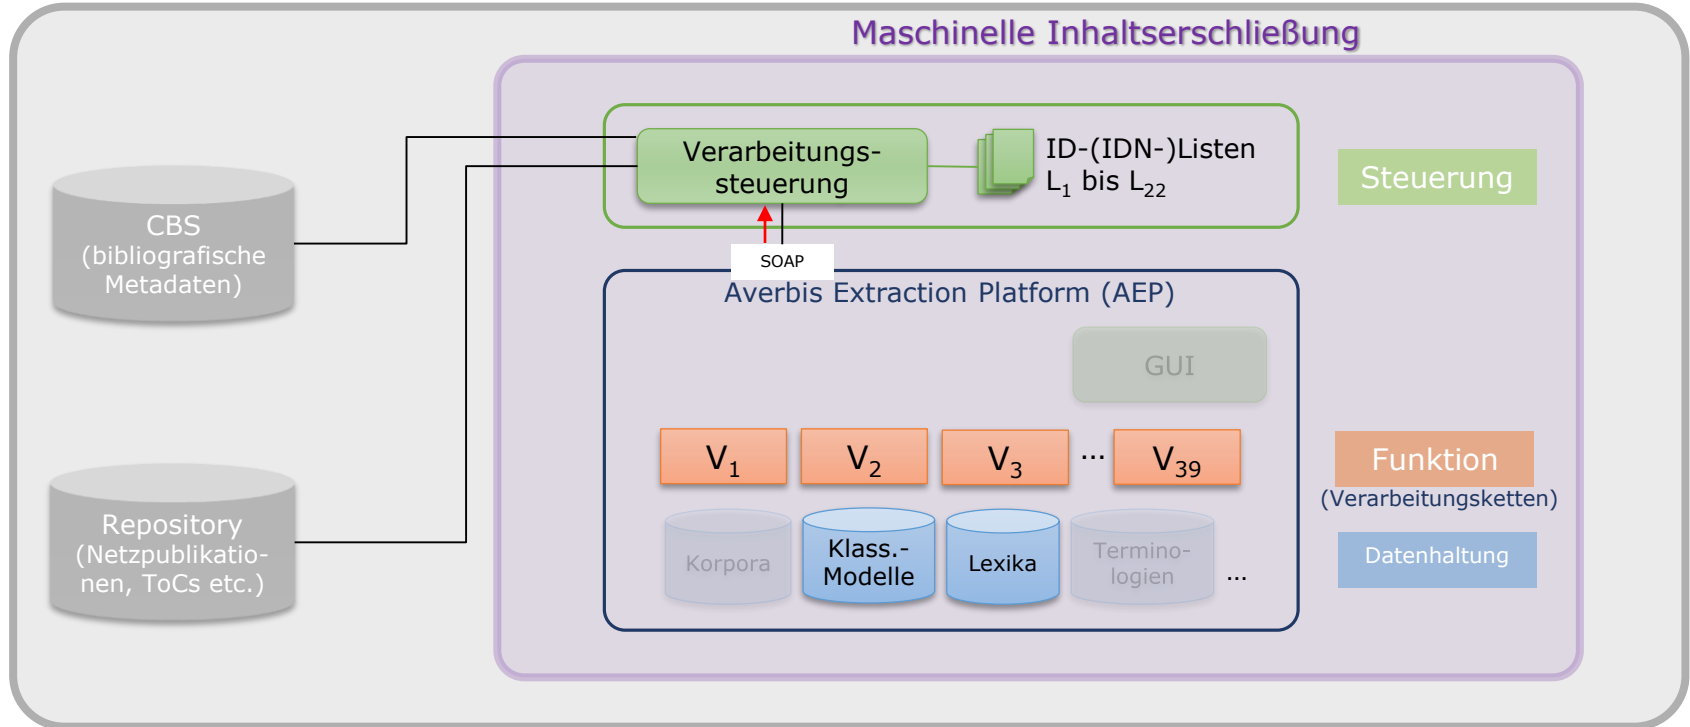 Maschinelle Inhaltserschließung
Verarbeitungs-
steuerung
ID-(IDN-)Listen
L1 bis L22
Steuerung
CBS
(bibliografische
Metadaten)
SOAP
Averbis Extraction Platform (AEP)
GUI
V1
V2
V3
...
V39
Funktion
(Verarbeitungsketten)
Repository
(Netzpublikatio-
nen, ToCs etc.)
Korpora
Klass.-
Modelle
Lexika
Termino-
logien
...
Datenhaltung